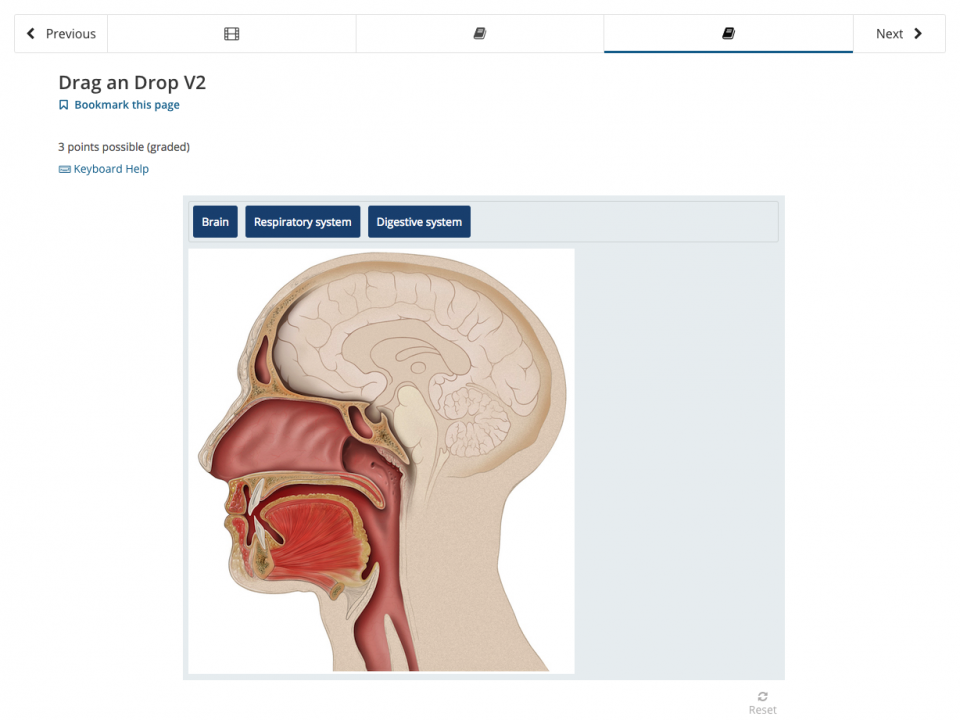 Previous
Next
Drag an Drop V2
Bookmark this page
3 points possible (graded)
Keyboard Help
Brain Respiratory system Digestive system
Reset